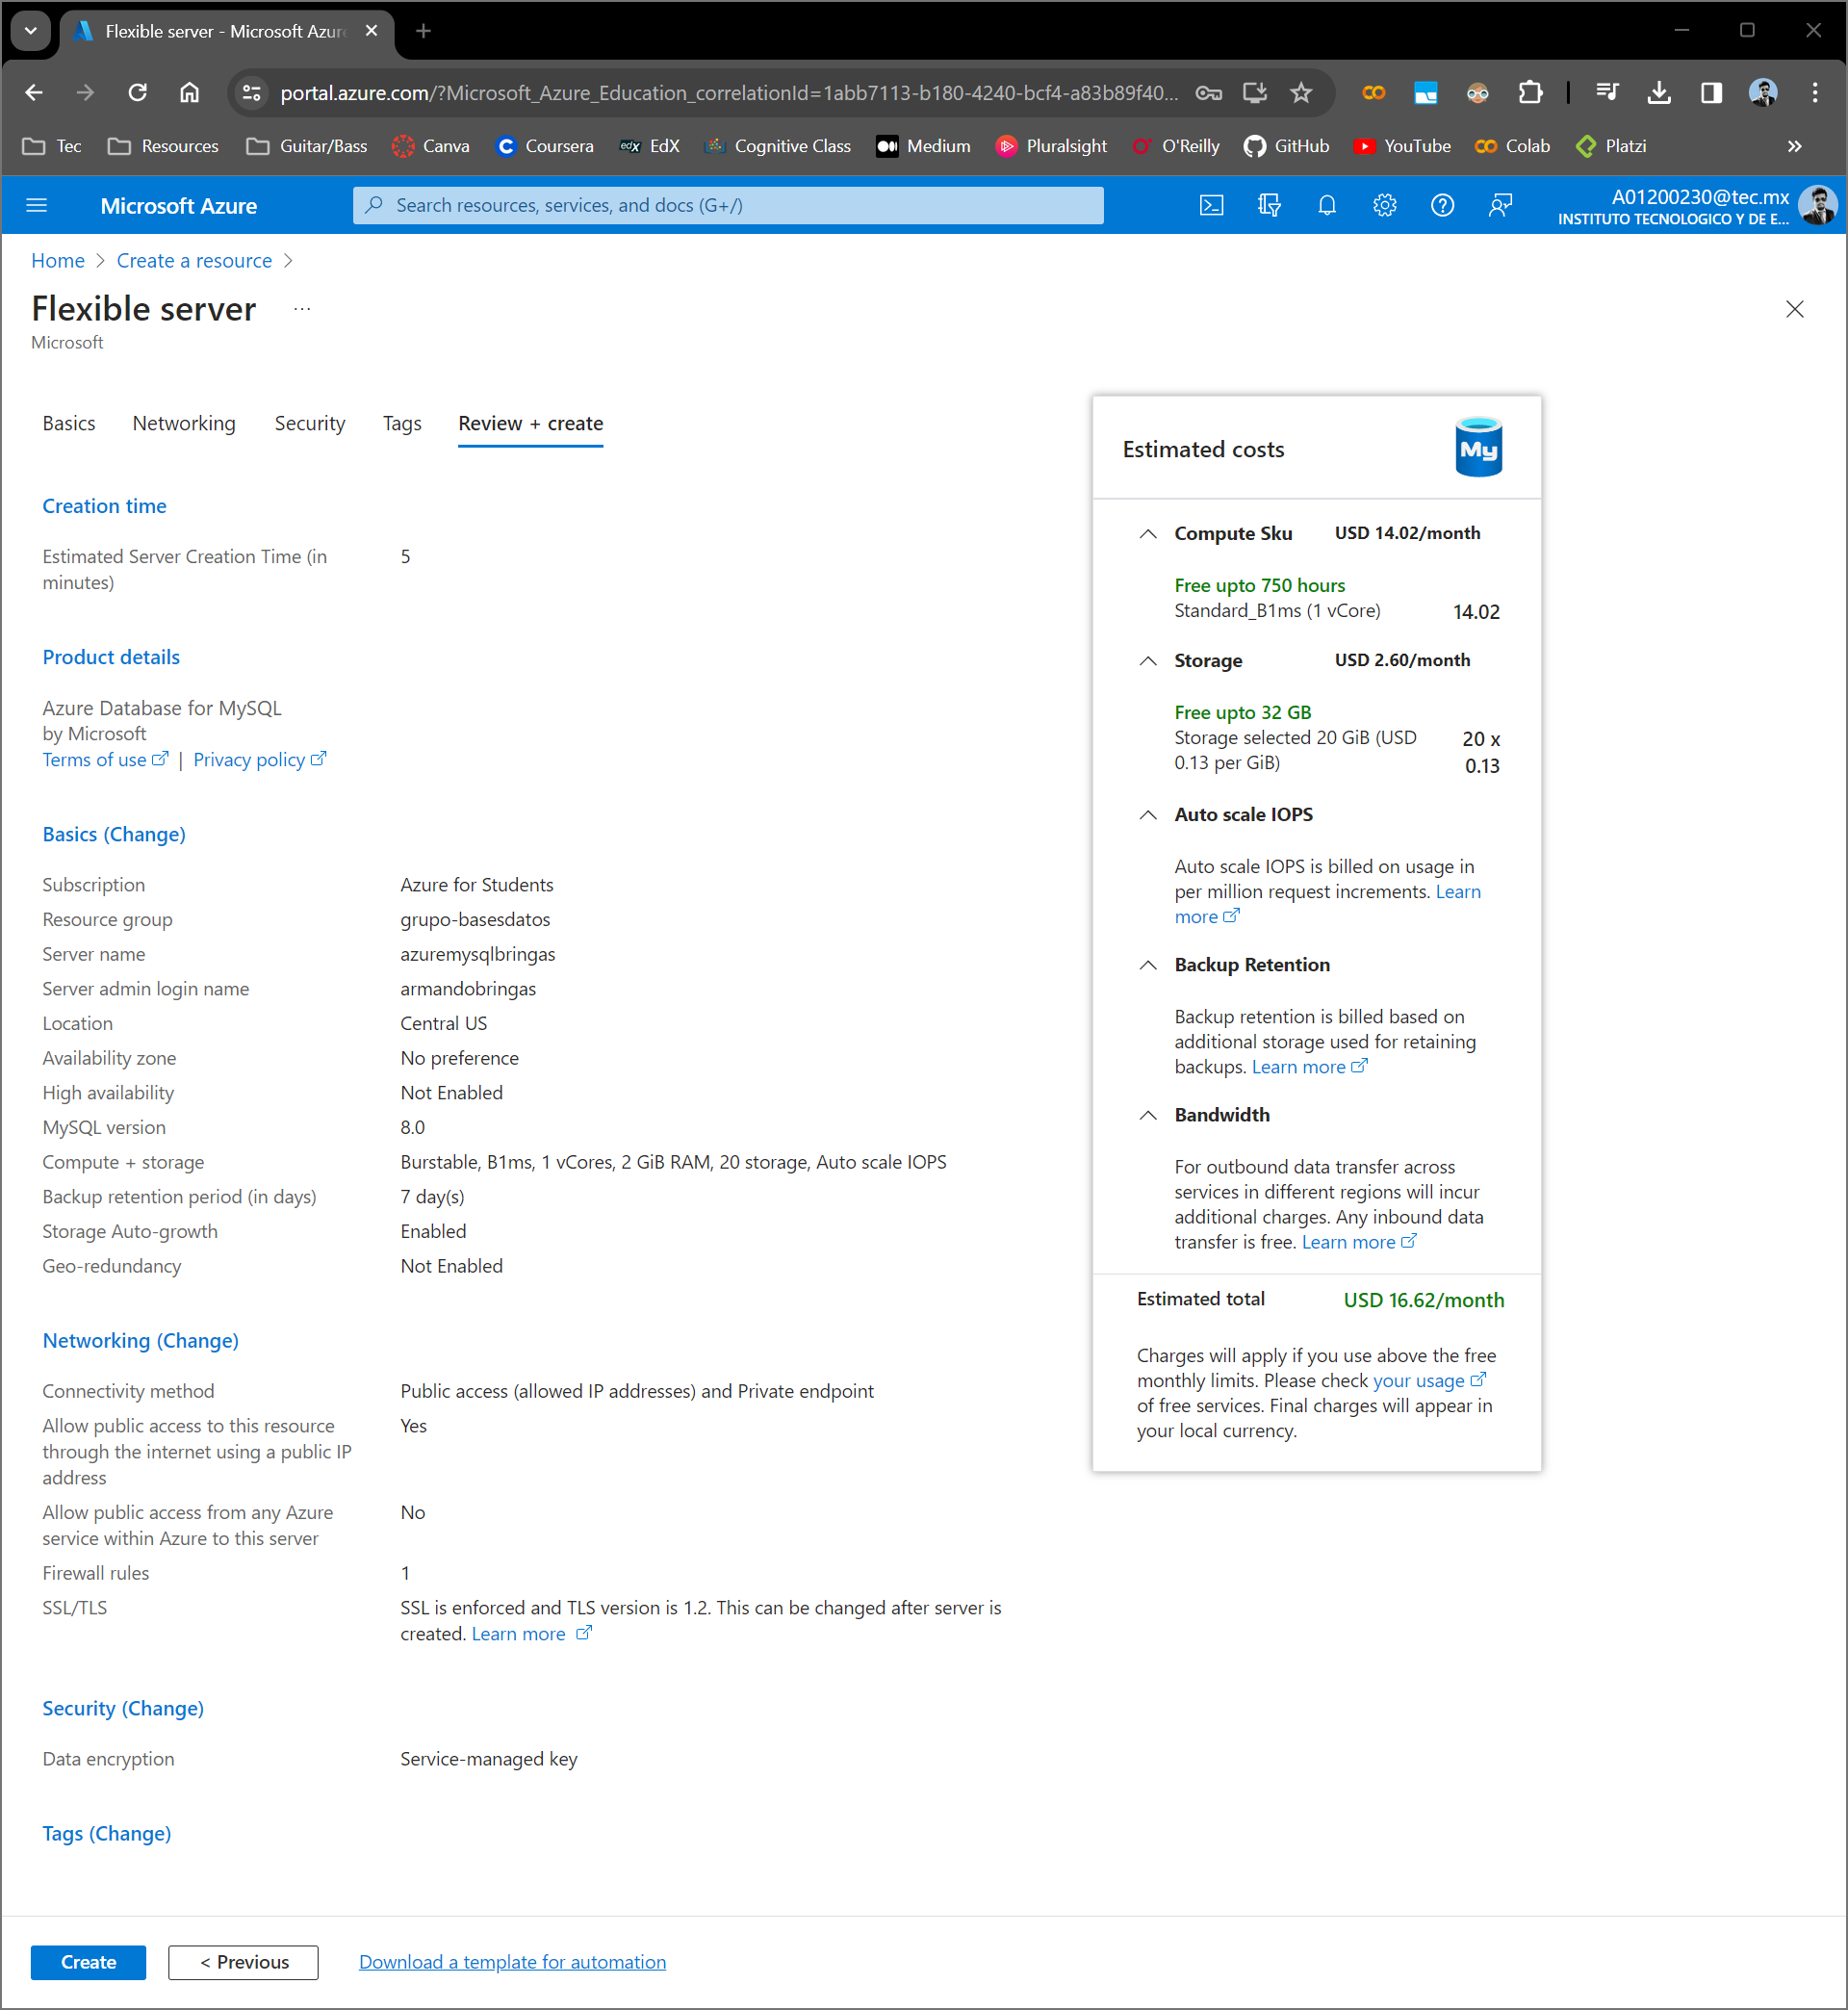 Flexible server - Microsoft Azur
portal.azure.com/?Microsoft_Azure_Education_correlationId=1abb7113-b180-4240-bcf4-a83b89f40...
Tec Resources Guitar/Bass Canva Coursera edX EdX Cognitive Class Medium Pluralsight O'Reilly GitHub YouTube Colab Platzi
Microsoft Azure
Search resources, services, and docs (G+/)
A01200230@tec.mx
INSTITUTO TECNOLOGICO Y DE E...
Home > Create a resource >
Flexible server ...
Microsoft
Basics Networking Security Tags Review + create
Creation time
Estimated Server Creation Time (in 5
minutes)
Product details
Azure Database for MySQL
by Microsoft
Terms of use | Privacy policy
Basics (Change)
Subscription Azure for Students
Resource group grupo-basesdatos
Server name azuremysqlbringas
Server admin login name armandobringas
Location Central US
Availability zone No preference
High availability Not Enabled
MySQL version 8.0
Compute + storage Burstable, B1ms, 1 vCores, 2 GiB RAM, 20 storage, Auto scale IOPS
Backup retention period (in days) 7 day(s)
Storage Auto-growth Enabled
Geo-redundancy Not Enabled
Networking (Change)
Connectivity method Public access (allowed IP addresses) and Private endpoint
Allow public access to this resource Yes
through the internet using a public IP
address
Allow public access from any Azure No
service within Azure to this server
Firewall rules 1
SSL/TLS SSL is enforced and TLS version is 1.2. This can be changed after server is
created. Learn more
Security (Change)
Data encryption Service-managed key
Tags (Change)
Estimated costs
My
Compute Sku USD 14.02/month
Free upto 750 hours
Standard_B1ms (1 vCore) 14.02
Storage USD 2.60/month
Free upto 32 GB
Storage selected 20 GiB (USD 20 x
0.13 per GiB) 0.13
Auto scale IOPS
Auto scale IOPS is billed on usage in
per million request increments. Learn
more
Backup Retention
Backup retention is billed based on
additional storage used for retaining
backups. Learn more
Bandwidth
For outbound data transfer across
services in different regions will incur
additional charges. Any inbound data
transfer is free. Learn more
Estimated total USD 16.62/month
Charges will apply if you use above the free
monthly limits. Please check your usage
of free services. Final charges will appear in
your local currency.
Create < Previous Download a template for automation